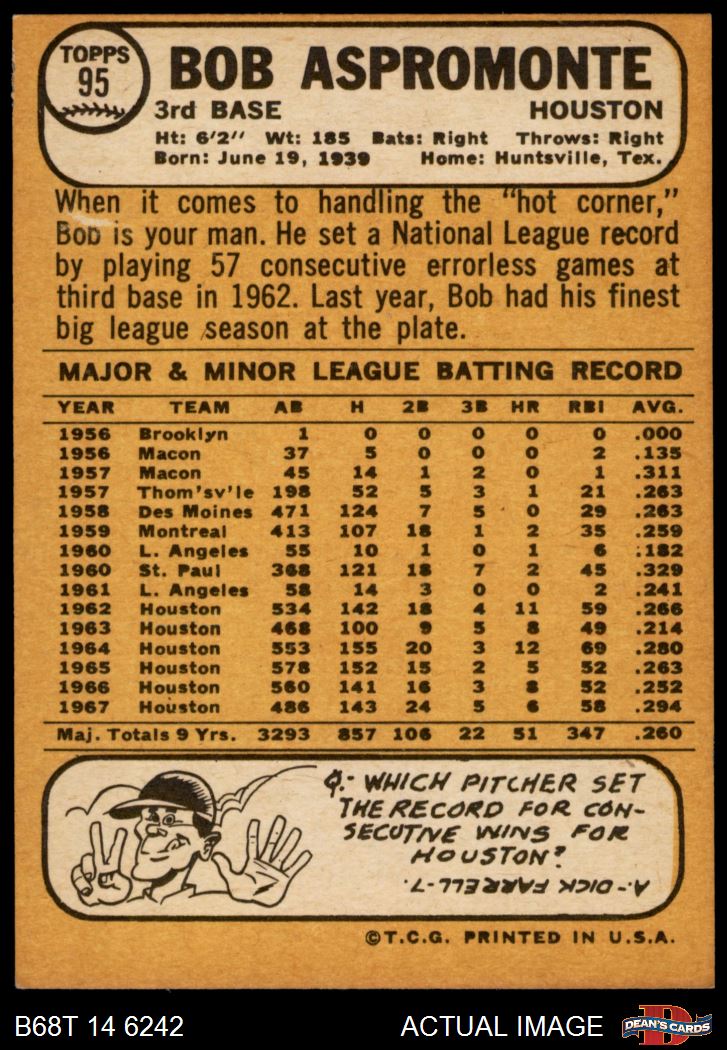 TOPPS
95
BOB ASPROMONTE
3rd BASE HOUSTON
Ht: 6'2" Wt: 185 Bats: Right Throws: Right
Born: June 19, 1939 Home: Huntsville, Tex.
When it comes to handling the "hot corner,"
Bob is your man. He set a National League record
by playing 57 consecutive errorless games at
third base in 1962. Last year, Bob had his finest
big league season at the plate.
MAJOR & MINOR LEAGUE BATTING RECORD
YEAR TEAM AB H 2B 3B HR RBI AVG.
1956 Brooklyn 1 0 0 0 0 0 .000
1956 Macon 37 5 0 0 0 2 .135
1957 Macon 45 14 1 2 0 1 .311
1957 Thom'sv'le 198 52 5 3 1 21 .263
1958 Des Moines 471 124 7 5 0 29 .263
1959 Montreal 413 107 18 1 2 35 .259
1960 L. Angeles 55 10 1 0 1 6 .182
1960 St. Paul 368 121 18 7 2 45 .329
1961 L. Angeles 58 14 3 0 0 2 .241
1962 Houston 534 142 18 4 11 59 .266
1963 Houston 468 100 9 5 8 49 .214
1964 Houston 553 155 20 3 12 69 .280
1965 Houston 578 152 15 2 5 52 .263
1966 Houston 560 141 16 3 8 52 .252
1967 Houston 486 143 24 5 6 58 .294
Maj. Totals 9 Yrs. 3293 857 106 22 51 347 .260
Q.- WHICH PITCHER SET
THE RECORD FOR CON-
SECUTIVE WINS FOR
HOUSTON?
A.- DICK FARRELL-7.
©T.C.G. PRINTED IN U.S.A.
B68T 14 6242 ACTUAL IMAGE
D
DEAN'S CARDS